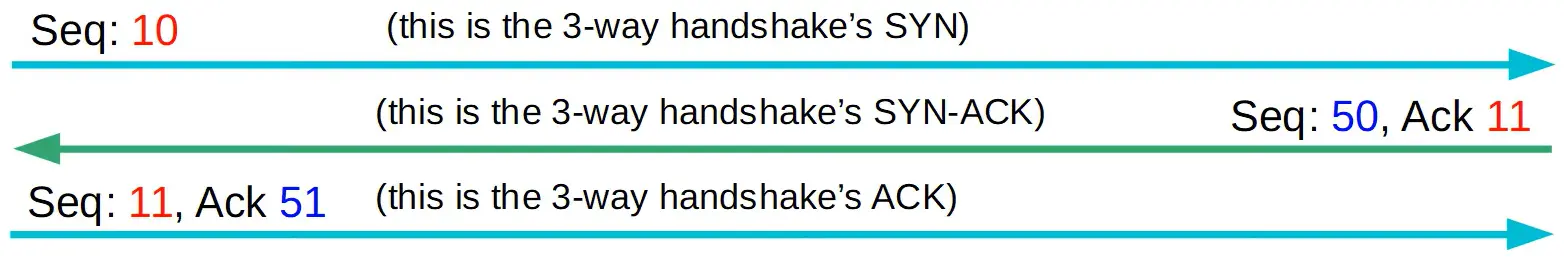 Seq: 10 (this is the 3-way handshake’s SYN)
(this is the 3-way handshake’s SYN-ACK) Seq: 50, Ack 11
Seq: 11, Ack 51 (this is the 3-way handshake’s ACK)